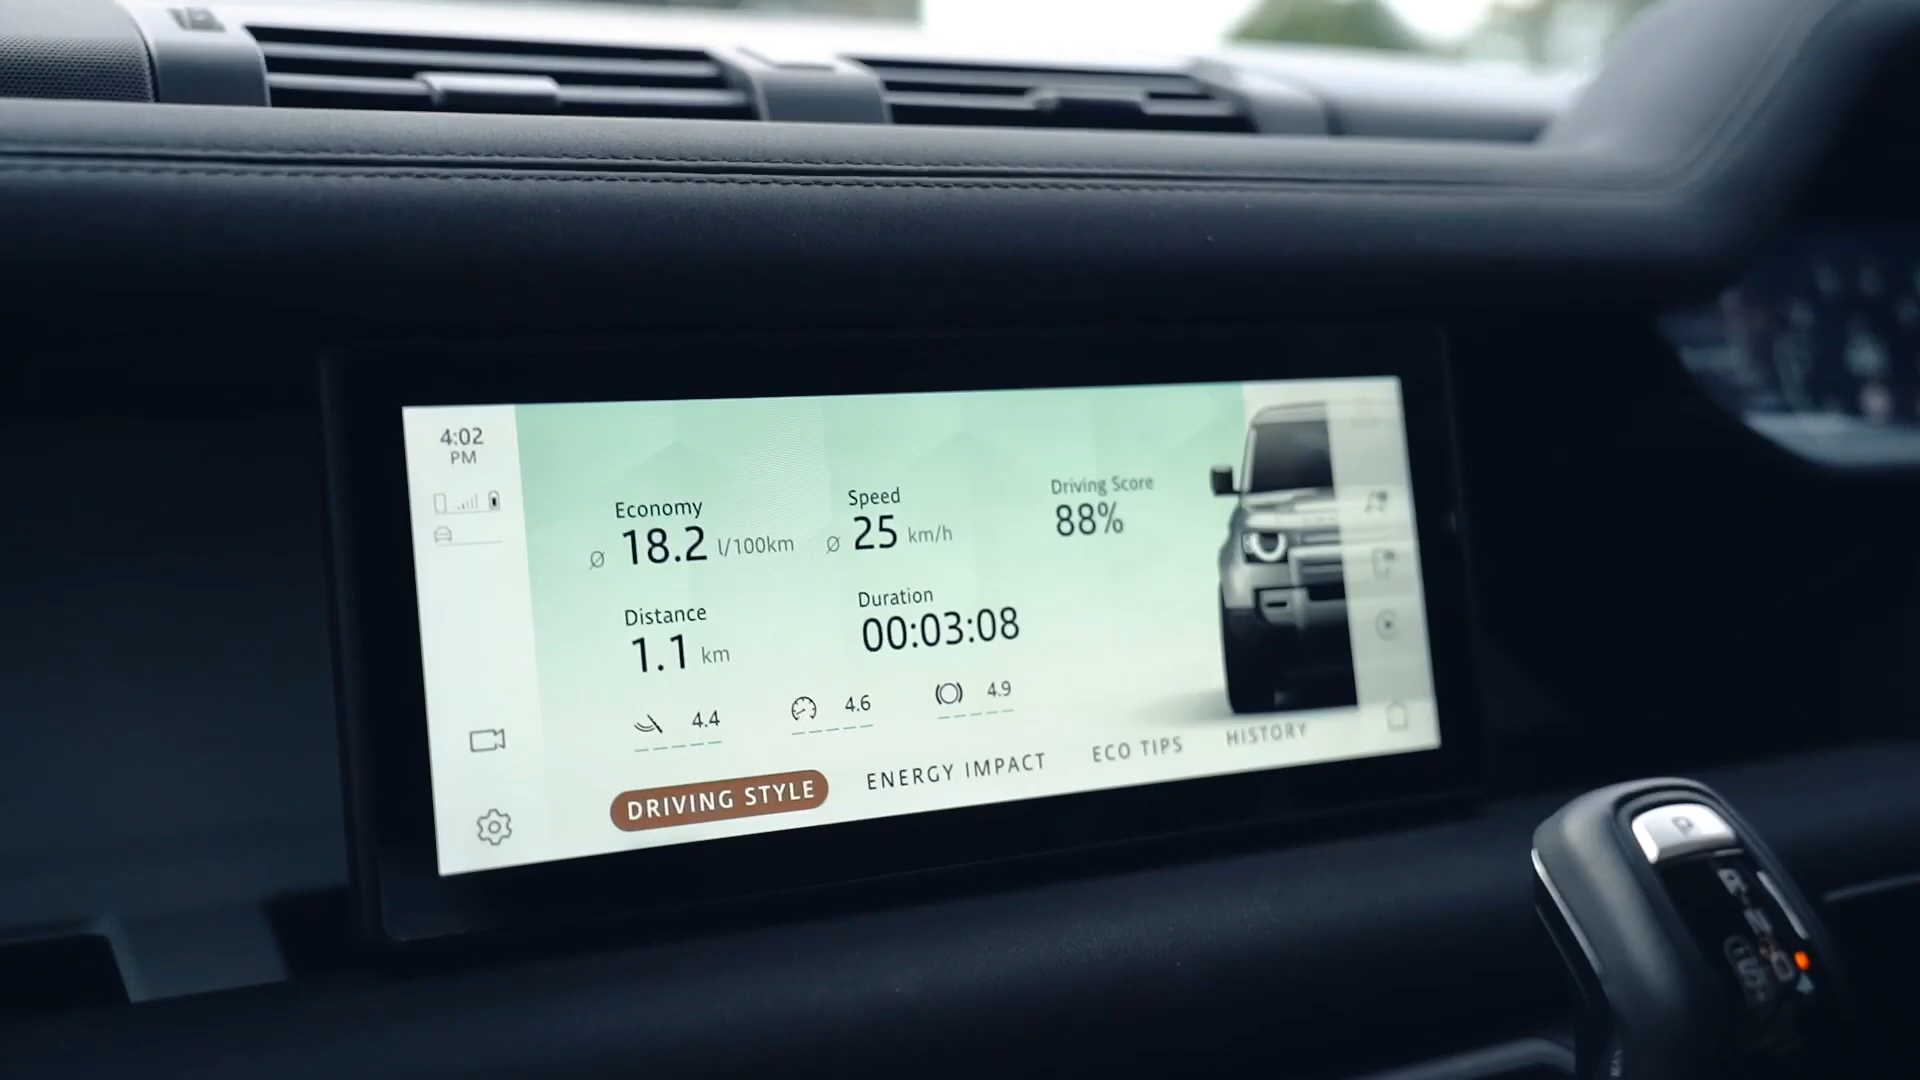 4:02
PM
Economy
Ø 18.2 l/100km
Speed
Ø 25 km/h
Driving Score
88%
Distance
1.1 km
Duration
00:03:08
4.4
4.6
4.9
DRIVING STYLE
ENERGY IMPACT
ECO TIPS
HISTORY
P
R
N
D
S